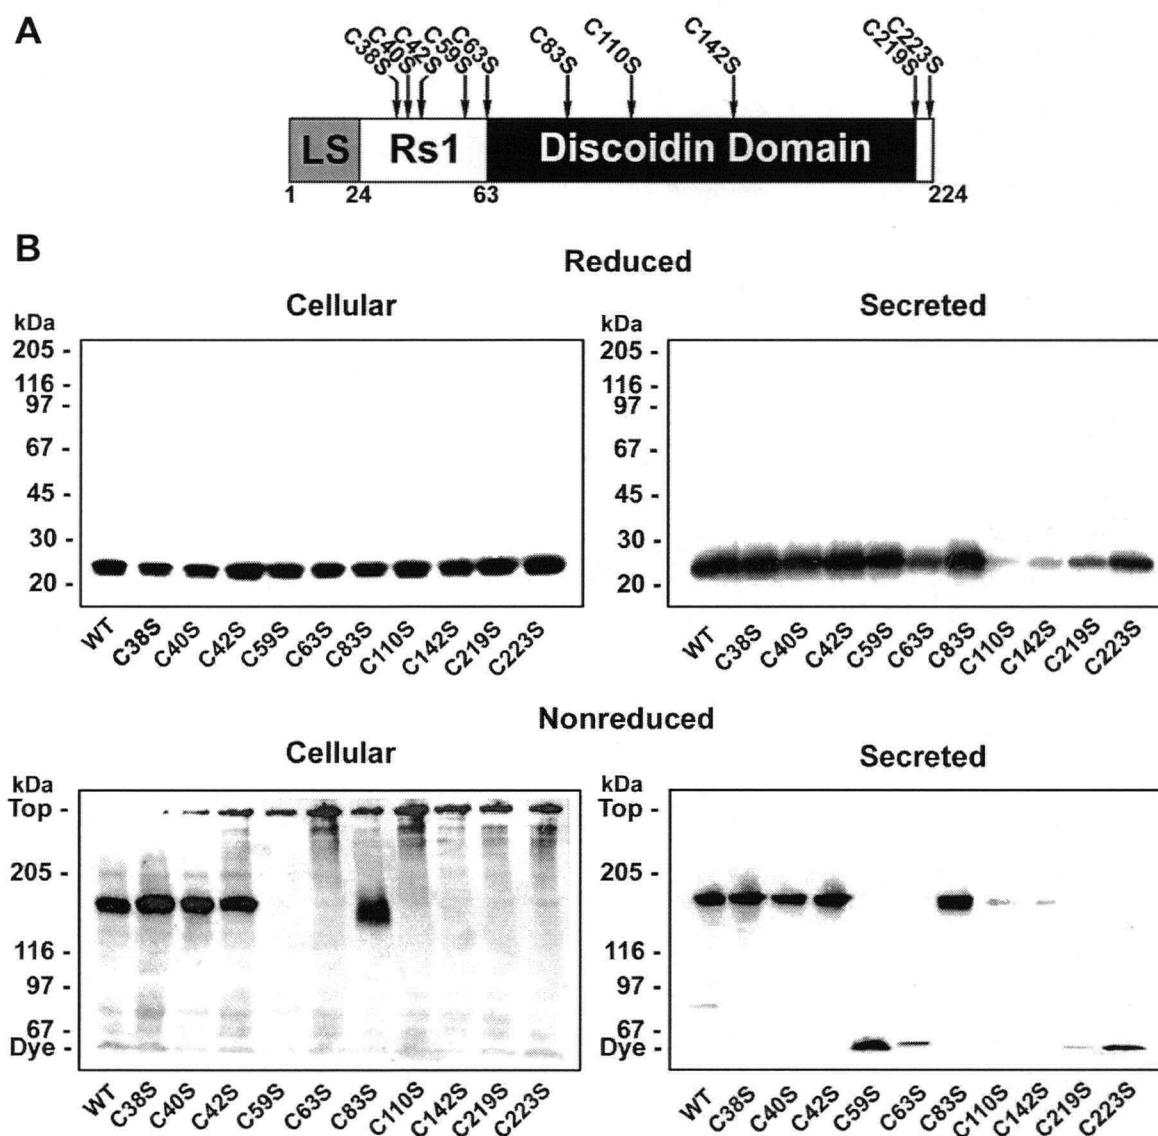 A
C38S C40S C42S C59S C63S C83S C110S C142S C219S C223S
LS Rs1 Discoidin Domain
1 24 63 224
B
Reduced
Cellular Secreted
kDa kDa
205 - 205 -
116 - 116 -
97 - 97 -
67 - 67 -
45 - 45 -
30 - 30 -
20 - 20 -
WT C38S C40S C42S C59S C63S C83S C110S C142S C219S C223S WT C38S C40S C42S C59S C63S C83S C110S C142S C219S C223S
Nonreduced
Cellular Secreted
kDa kDa
Top - Top -
205 - 205 -
116 - 116 -
97 - 97 -
67 - 67 -
Dye - Dye -
WT C38S C40S C42S C59S C63S C83S C110S C142S C219S C223S WT C38S C40S C42S C59S C63S C83S C110S C142S C219S C223S